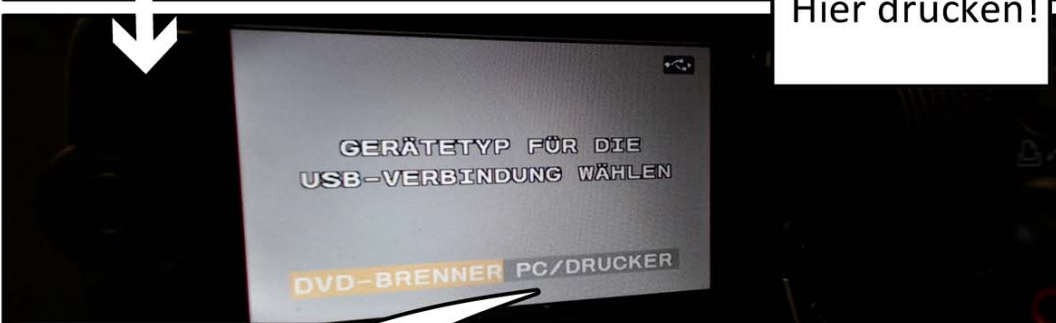 Hier drucken!
GERÄTETYP FÜR DIE
USB-VERBINDUNG WÄHLEN
DVD-BRENNER PC/DRUCKER